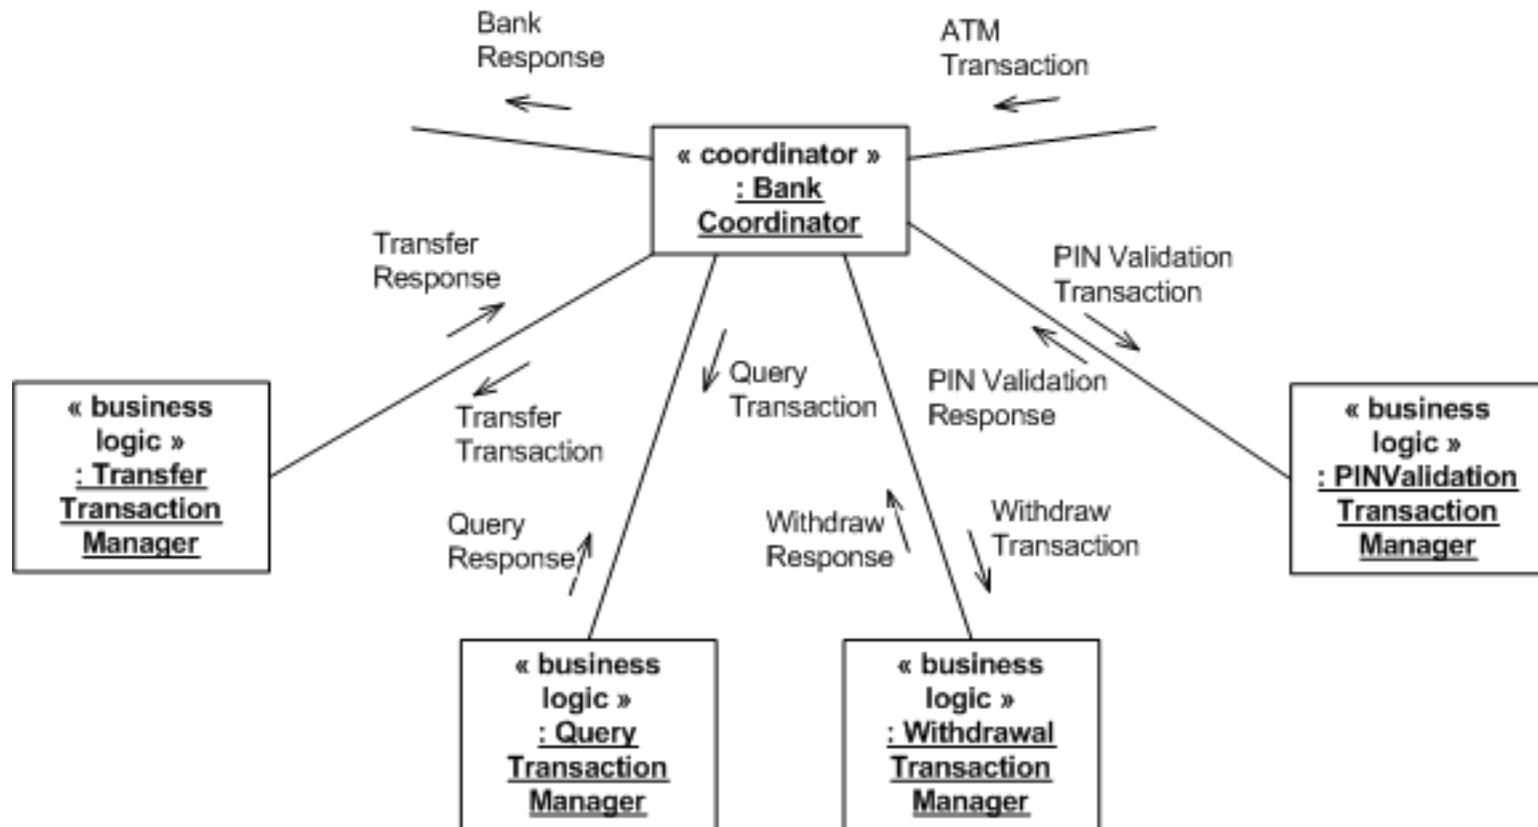 Bank
Response
ATM
Transaction
« coordinator »
: Bank
Coordinator
Transfer
Response
PIN Validation
Transaction
Transfer
Transaction
Query
Transaction
PIN Validation
Response
« business
logic »
: Transfer
Transaction
Manager
« business
logic »
: PINValidation
Transaction
Manager
Query
Response
Withdraw
Response
Withdraw
Transaction
« business
logic »
: Query
Transaction
Manager
« business
logic »
: Withdrawal
Transaction
Manager